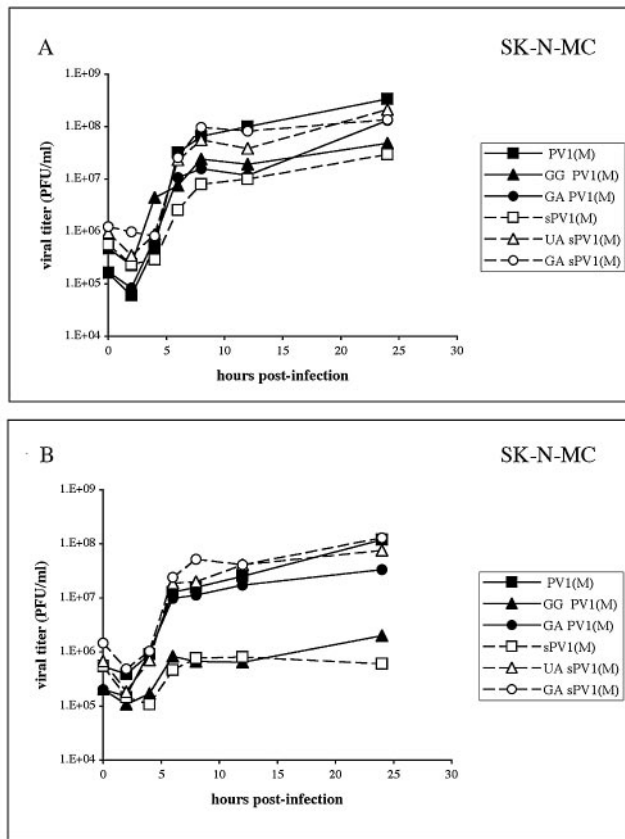 A
SK-N-MC
viral titer (PFU/ml)
1.E+09
1.E+08
1.E+07
1.E+06
1.E+05
1.E+04
0 5 10 15 20 25 30
hours post-infection
PV1(M)
GG PV1(M)
GA PV1(M)
sPV1(M)
UA sPV1(M)
GA sPV1(M)
B
SK-N-MC
viral titer (PFU/ml)
1.E+09
1.E+08
1.E+07
1.E+06
1.E+05
1.E+04
0 5 10 15 20 25 30
hours post-infection
PV1(M)
GG PV1(M)
GA PV1(M)
sPV1(M)
UA sPV1(M)
GA sPV1(M)